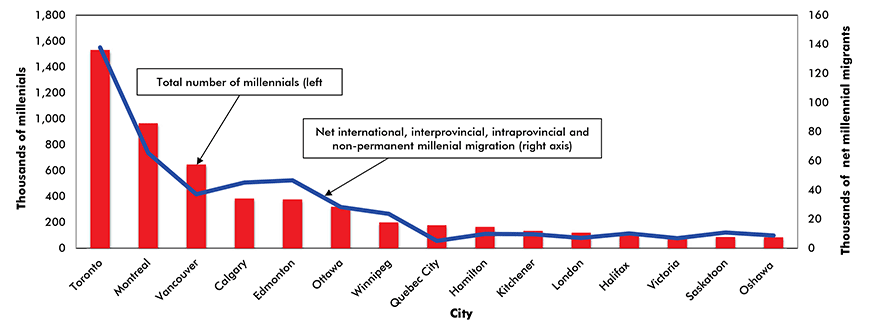 1,800
1,600
1,400
1,200
1,000
800
600
400
200
0
Thousands of millenials
160
140
120
100
80
60
40
20
0
Thousands of net millennial migrants
Total number of millennials (left
Net international, interprovincial, intraprovincial and
non-permanent millenial migration (right axis)
Toronto
Montreal
Vancouver
Calgary
Edmonton
Ottawa
Winnipeg
Quebec City
Hamilton
Kitchener
London
Halifax
Victoria
Saskatoon
Oshawa
City